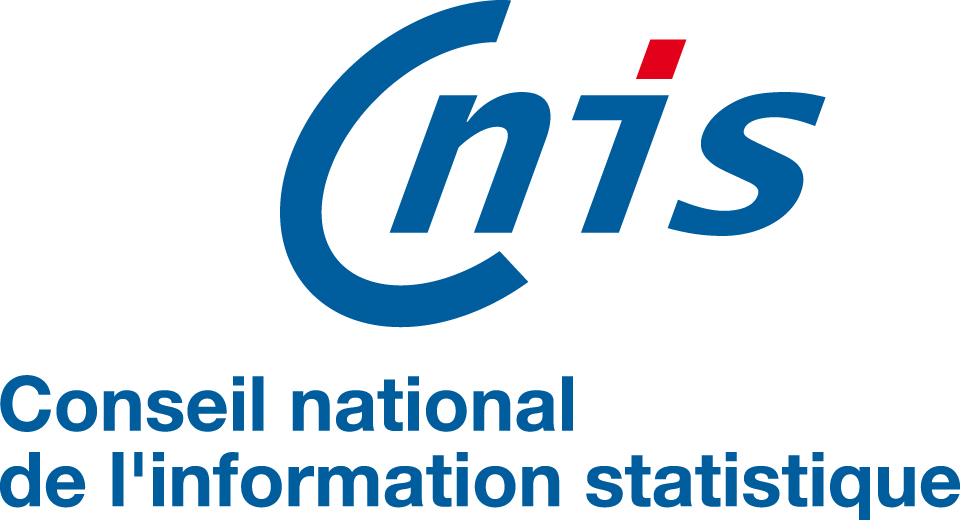 Cnis
Conseil national
de l'information statistique